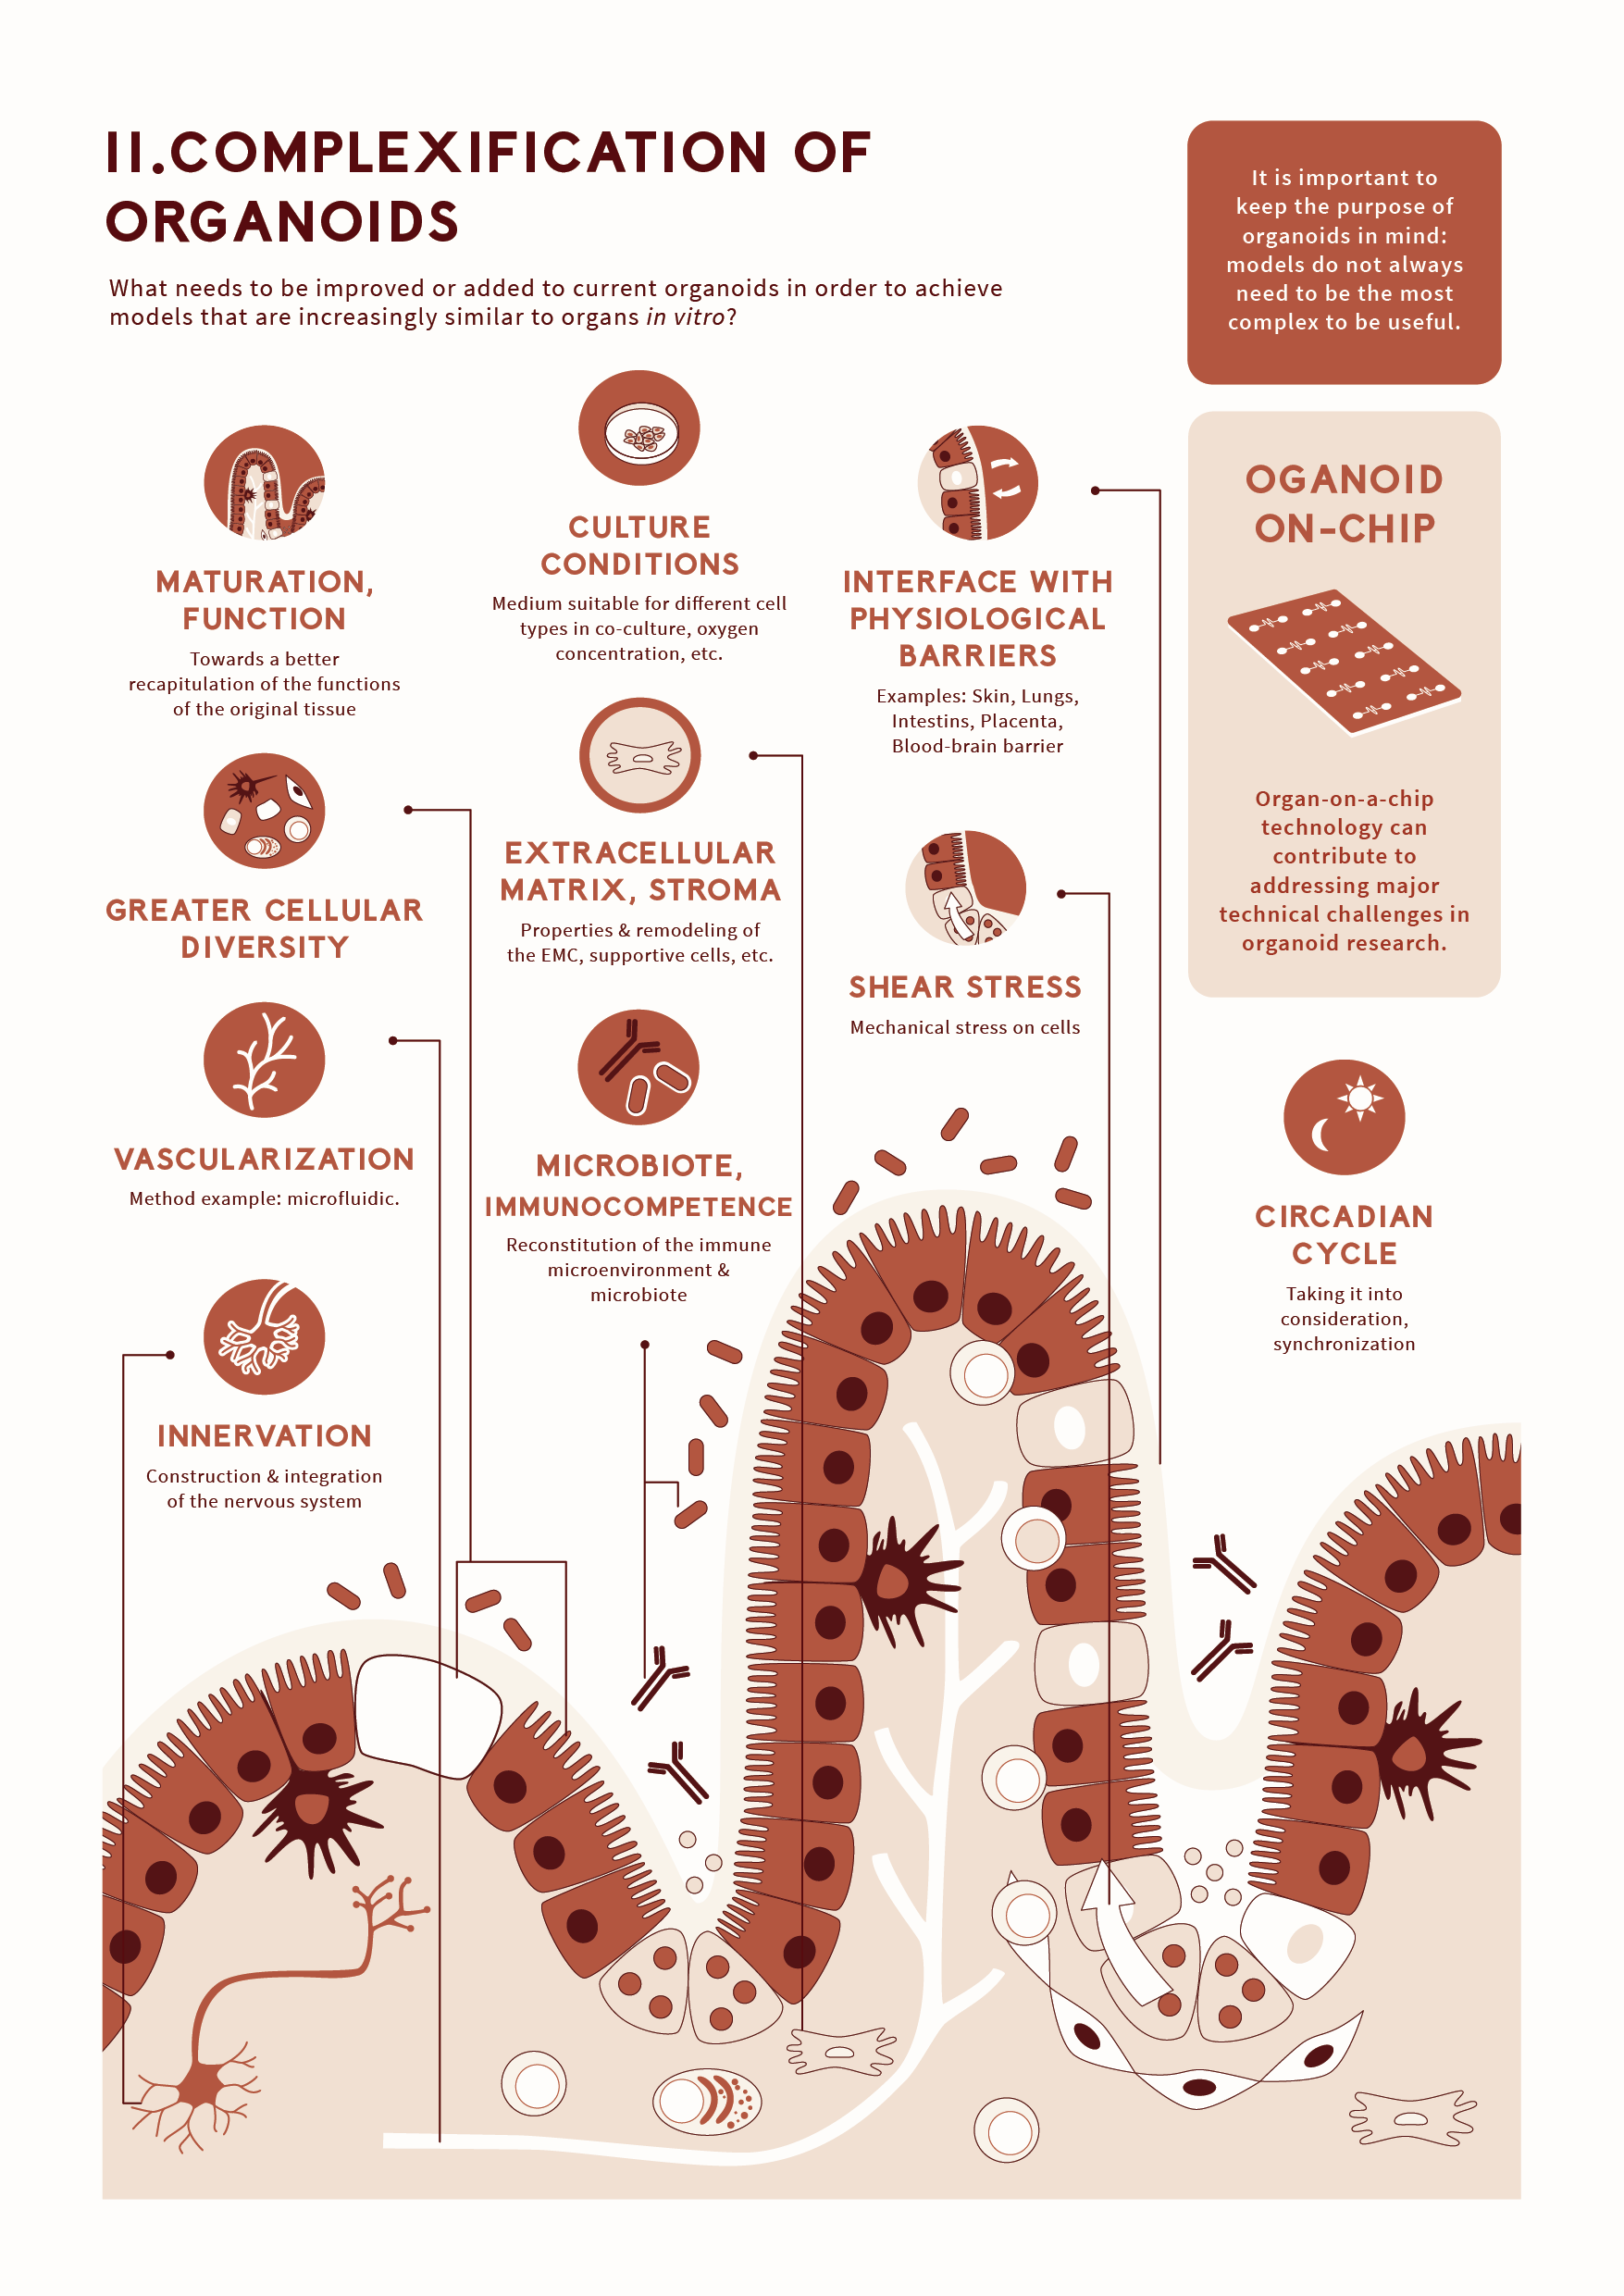 II.COMPLEXIFICATION OF
ORGANOIDS
What needs to be improved or added to current organoids in order to achieve
models that are increasingly similar to organs in vitro?
It is important to
keep the purpose of
organoids in mind:
models do not always
need to be the most
complex to be useful.
MATURATION,
FUNCTION
Towards a better
recapitulation of the functions
of the original tissue
GREATER CELLULAR
DIVERSITY
VASCULARIZATION
Method example: microfluidic.
INNERVATION
Construction & integration
of the nervous system
CULTURE
CONDITIONS
Medium suitable for different cell
types in co-culture, oxygen
concentration, etc.
EXTRACELLULAR
MATRIX, STROMA
Properties & remodeling of
the EMC, supportive cells, etc.
MICROBIOTE,
IMMUNOCOMPETENCE
Reconstitution of the immune
microenvironment &
microbiote
INTERFACE WITH
PHYSIOLOGICAL
BARRIERS
Examples: Skin, Lungs,
Intestins, Placenta,
Blood-brain barrier
SHEAR STRESS
Mechanical stress on cells
OGANOID
ON-CHIP
Organ-on-a-chip
technology can
contribute to
addressing major
technical challenges in
organoid research.
CIRCADIAN
CYCLE
Taking it into
consideration,
synchronization